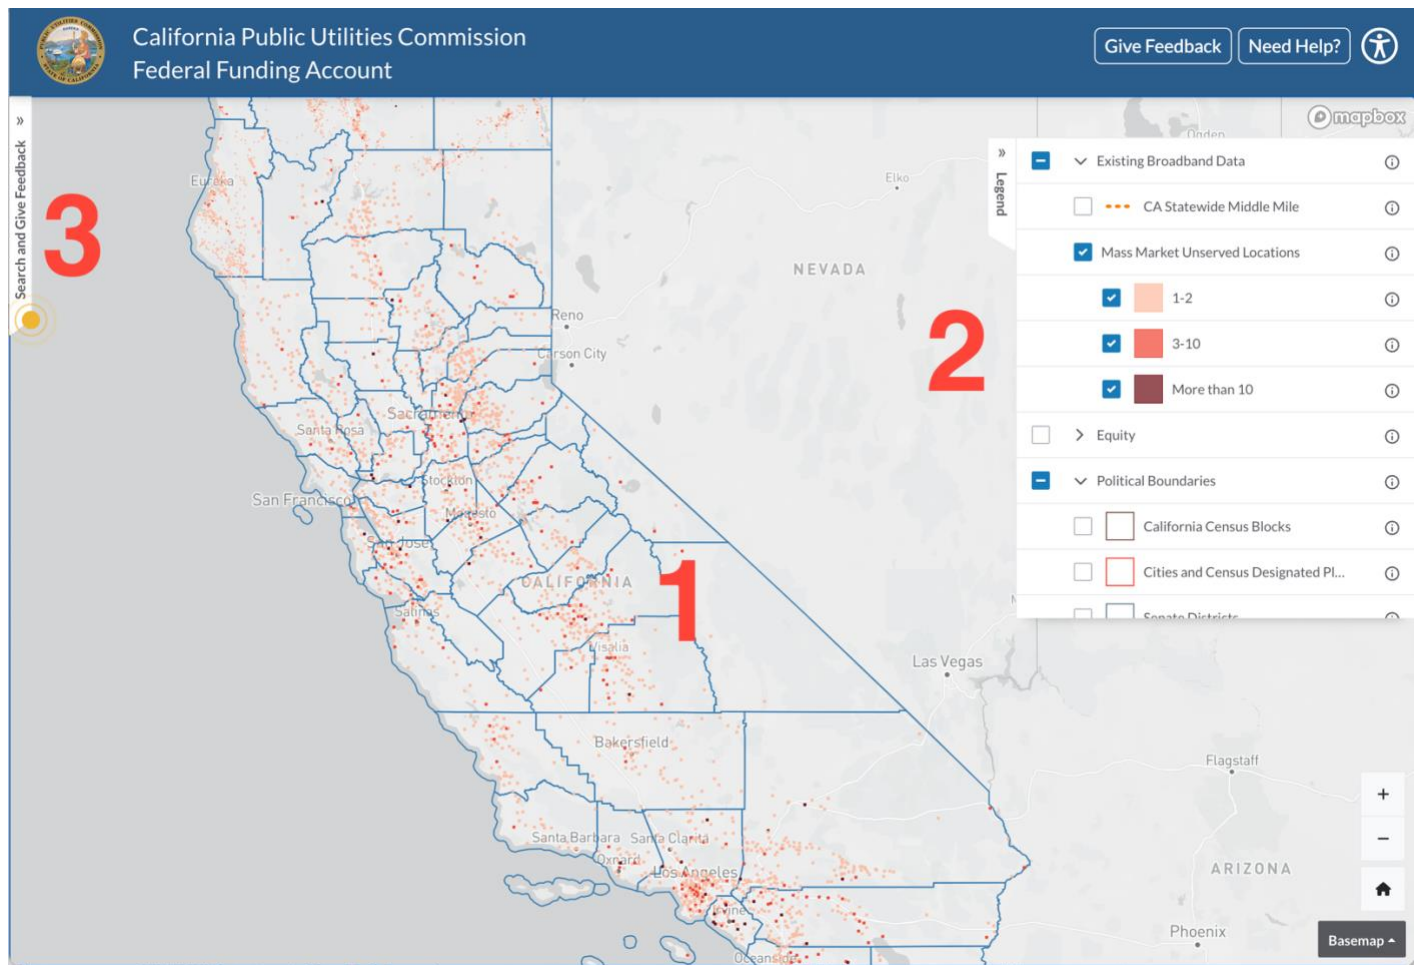 California Public Utilities Commission
Federal Funding Account
Give Feedback
Need Help?
»
Search and Give Feedback
3
mapbox
Ogden
Elko
Eureka
NEVADA
Reno
Carson City
Sacramento
Santa Rosa
Stockton
San Francisco
Modesto
San Jose
CALIFORNIA
Salinas
Visalia
1
Las Vegas
Bakersfield
Flagstaff
Santa Barbara
Santa Clarita
Oxnard
Los Angeles
ARIZONA
Irvine
Phoenix
Oceanside
2
»
Legend
Existing Broadband Data
CA Statewide Middle Mile
Mass Market Unserved Locations
1-2
3-10
More than 10
Equity
Political Boundaries
California Census Blocks
Cities and Census Designated Pl...
Senate Districts
+
−
Basemap